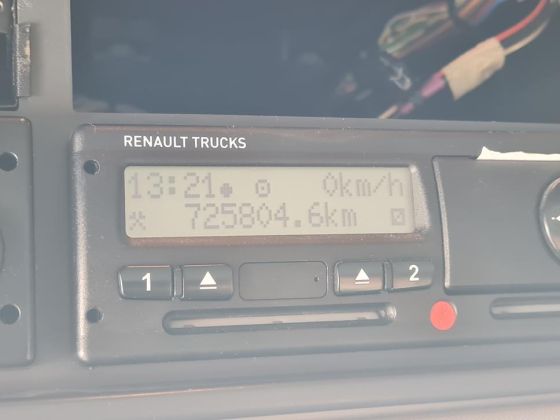 RENAULT TRUCKS
13:21 0km/h
725804.6km
1 2